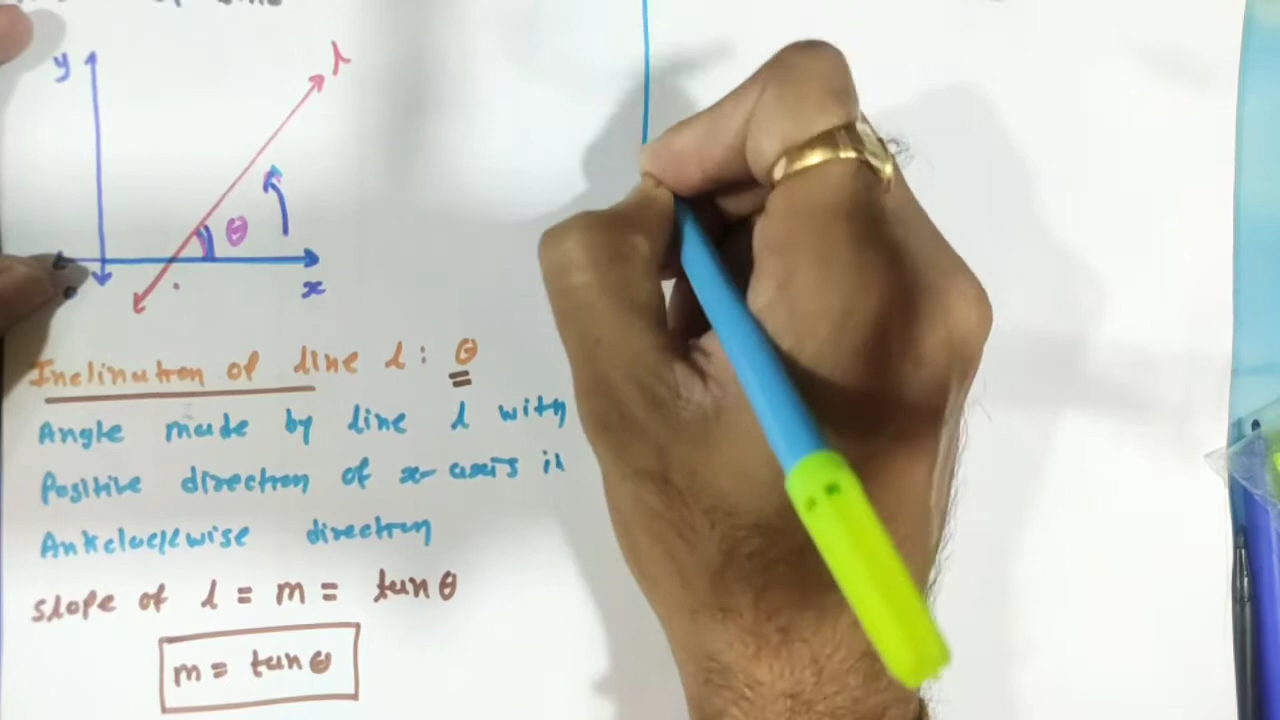 y
l
θ
x
Inclination of line l : θ
Angle made by line l with
Positive direction of x-axis in
Anticlockwise direction
slope of l = m = tan θ
m = tan θ